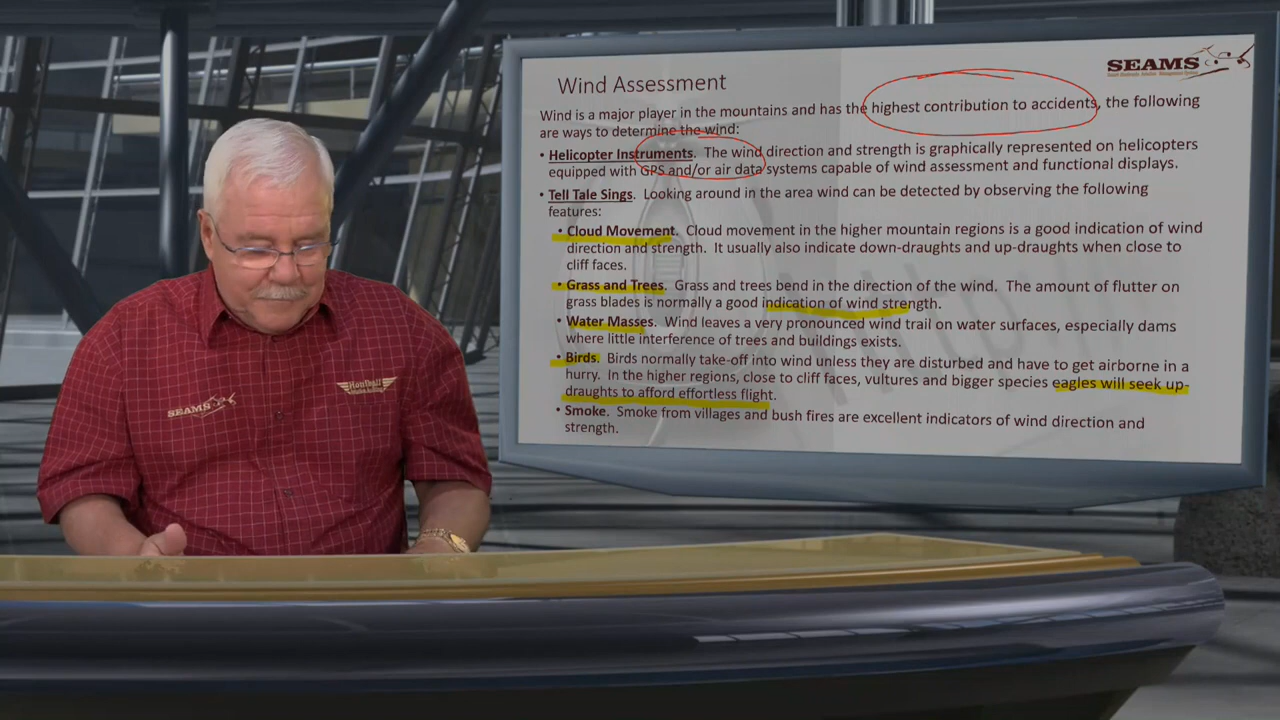 SEAMS
Wind Assessment
Wind is a major player in the mountains and has the highest contribution to accidents, the following
are ways to determine the wind:
• Helicopter Instruments. The wind direction and strength is graphically represented on helicopters
equipped with GPS and/or air data systems capable of wind assessment and functional displays.
• Tell Tale Sings. Looking around in the area wind can be detected by observing the following
features:
• Cloud Movement. Cloud movement in the higher mountain regions is a good indication of wind
direction and strength. It usually also indicate down-draughts and up-draughts when close to
cliff faces.
• Grass and Trees. Grass and trees bend in the direction of the wind. The amount of flutter on
grass blades is normally a good indication of wind strength.
• Water Masses. Wind leaves a very pronounced wind trail on water surfaces, especially dams
where little interference of trees and buildings exists.
• Birds. Birds normally take-off into wind unless they are disturbed and have to get airborne in a
hurry. In the higher regions, close to cliff faces, vultures and bigger species eagles will seek up-
draughts to afford effortless flight.
• Smoke. Smoke from villages and bush fires are excellent indicators of wind direction and
strength.
SEAMS